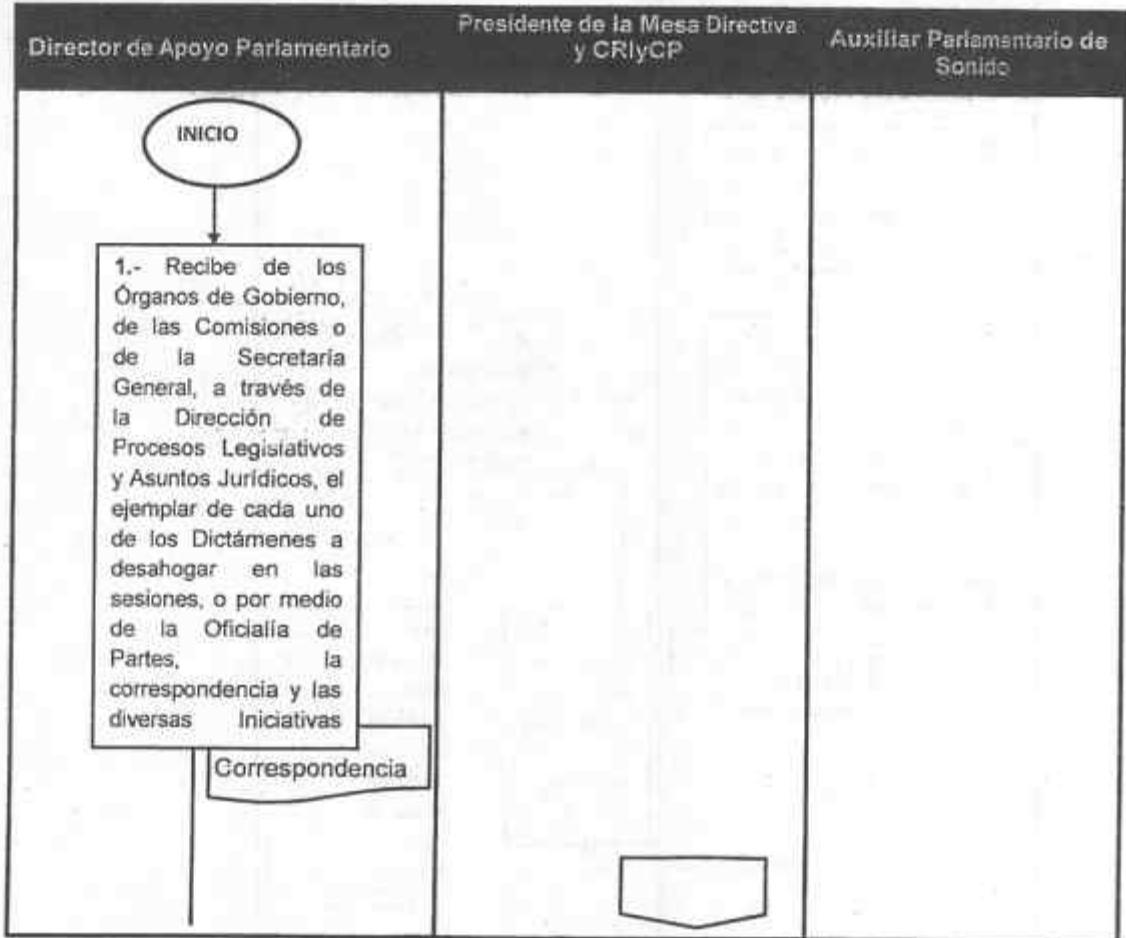 Director de Apoyo Parlamentario
Presidente de la Mesa Directiva
y CRIyCP
Auxiliar Parlamentario de
Sonido
INICIO
1.- Recibe de los
Órganos de Gobierno,
de las Comisiones o
de la Secretaría
General, a través de
la Dirección de
Procesos Legislativos
y Asuntos Jurídicos, el
ejemplar de cada uno
de los Dictámenes a
desahogar en las
sesiones, o por medio
de la Oficialía de
Partes, la
correspondencia y las
diversas Iniciativas
Correspondencia